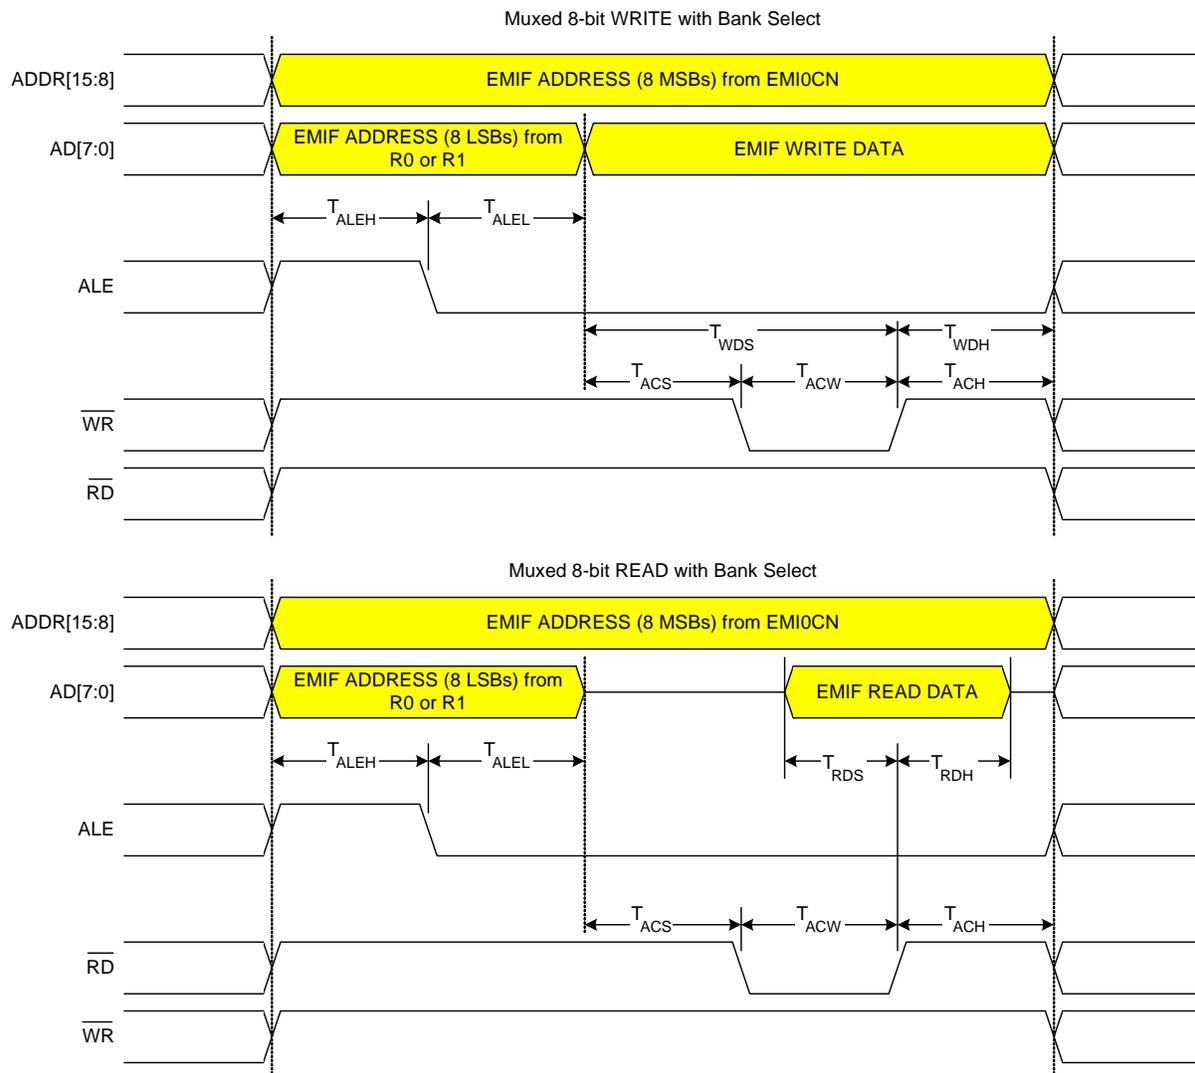 Muxed 8-bit WRITE with Bank Select
ADDR[15:8]
EMIF ADDRESS (8 MSBs) from EMI0CN
AD[7:0]
EMIF ADDRESS (8 LSBs) from
R0 or R1
EMIF WRITE DATA
TALEH
TALEL
ALE
TWDS
TWDH
TACS
TACW
TACH
WR
RD
Muxed 8-bit READ with Bank Select
ADDR[15:8]
EMIF ADDRESS (8 MSBs) from EMI0CN
AD[7:0]
EMIF ADDRESS (8 LSBs) from
R0 or R1
EMIF READ DATA
TALEH
TALEL
TRDS
TRDH
ALE
TACS
TACW
TACH
RD
WR